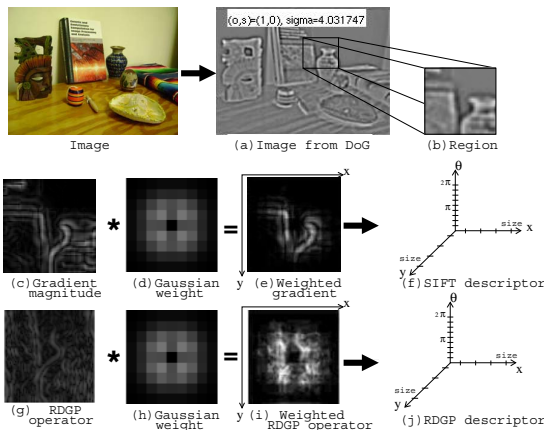 (o,s)=(1,0), sigma=4.031747
Image
(a)Image from DoG
(b)Region
x
θ
2π
π
size
x
size
y
*
=
y
(c)Gradient magnitude
(d)Gaussian weight
(e)Weighted gradient
(f)SIFT descriptor
x
θ
2π
π
size
x
size
y
*
=
y
(g) RDGP operator
(h)Gaussian weight
(i) Weighted RDGP operator
(j)RDGP descriptor